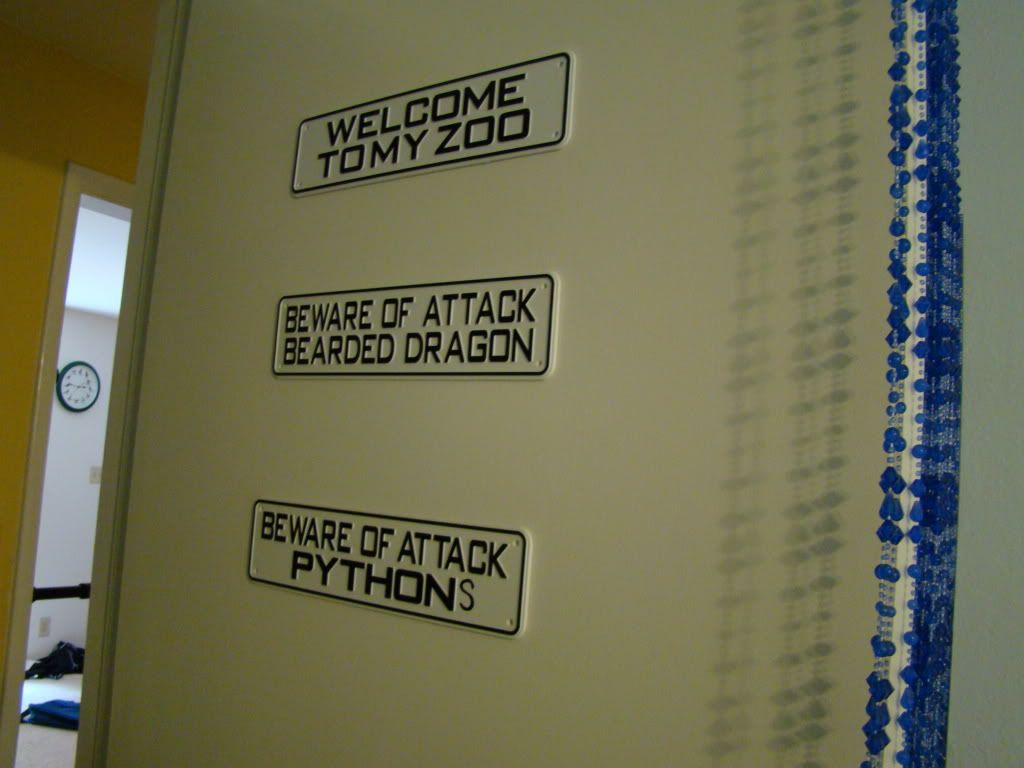 WELCOME
TO MY ZOO
BEWARE OF ATTACK
BEARDED DRAGON
BEWARE OF ATTACK
PYTHONS